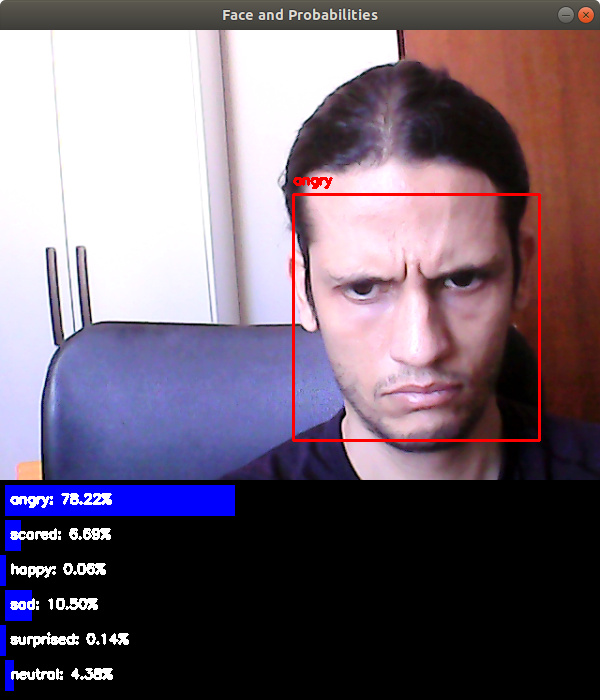 Face and Probabilities
angry
angry: 78.22%
scared: 6.69%
happy: 0.06%
sad: 10.50%
surprised: 0.14%
neutral: 4.38%